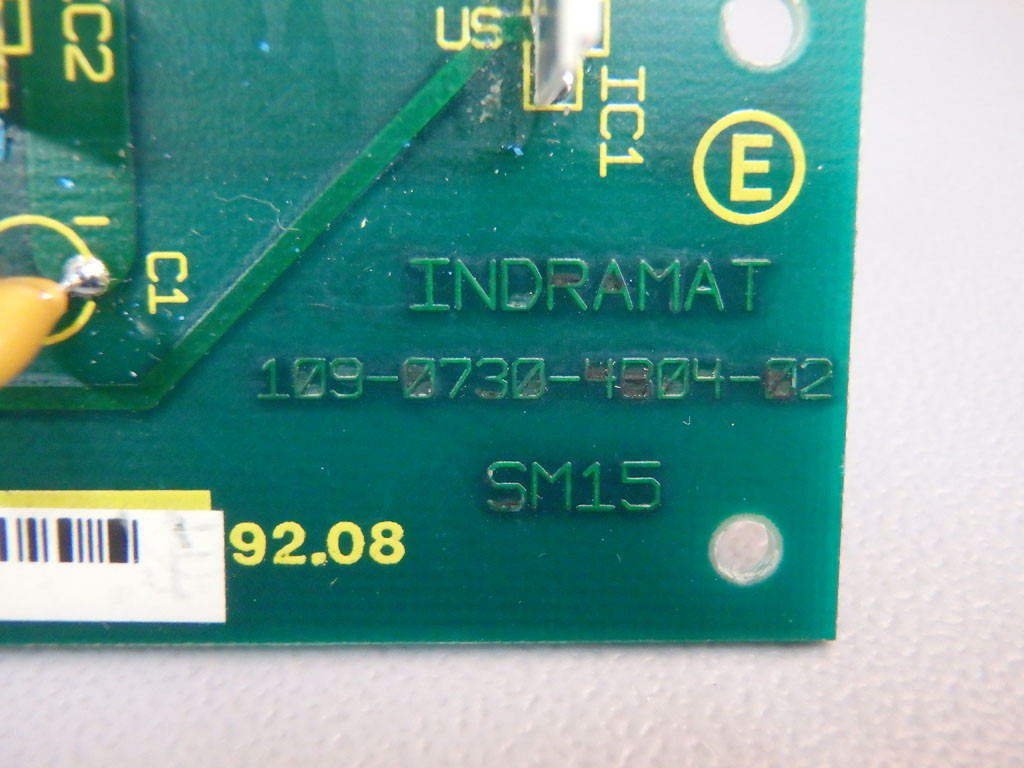 IC2
US
IC1
E
C1
INDRAMAT
109-0730-4B04-02
SM15
92.08